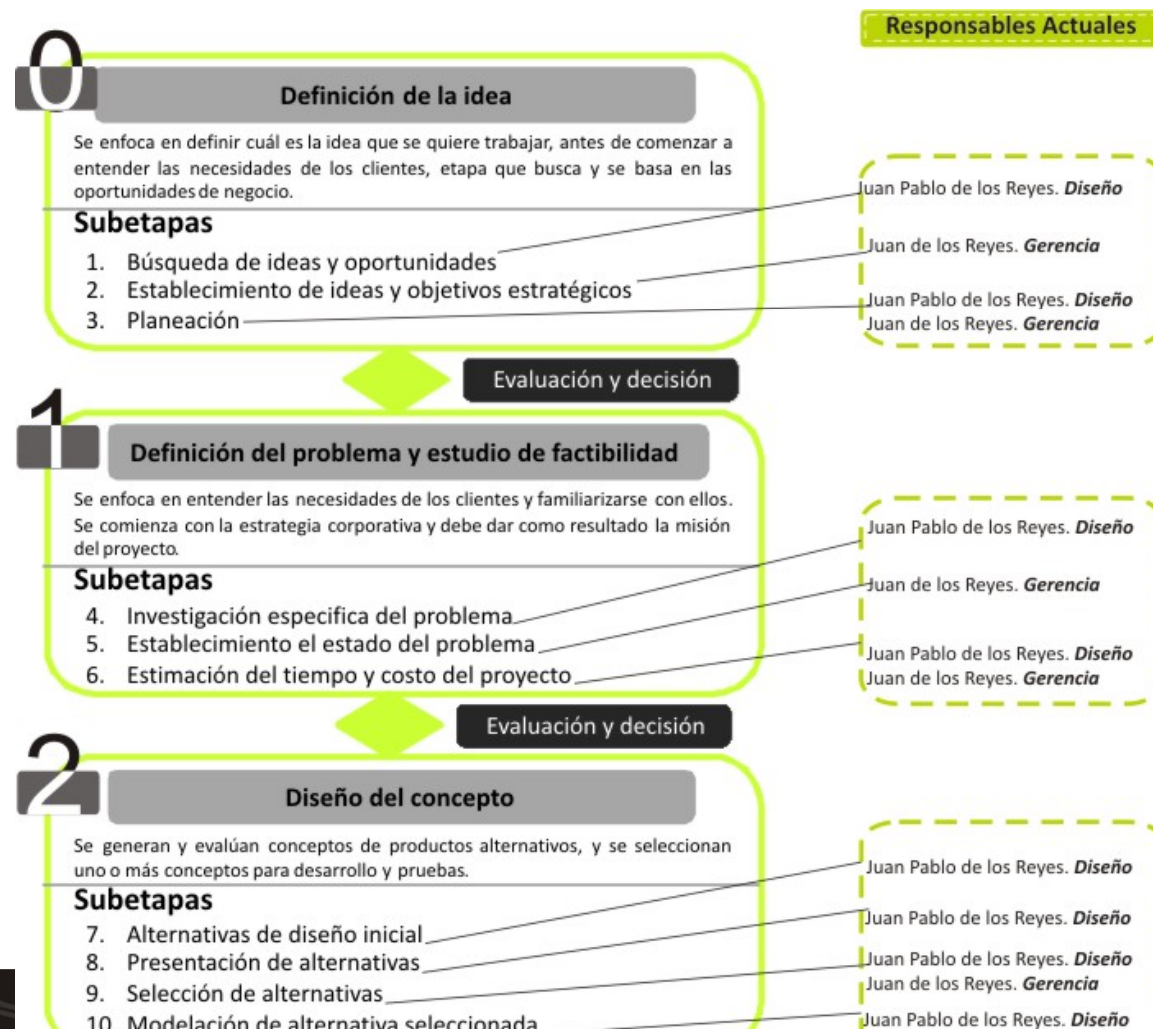 Responsables Actuales
0
Definición de la idea
Se enfoca en definir cuál es la idea que se quiere trabajar, antes de comenzar a
entender las necesidades de los clientes, etapa que busca y se basa en las
oportunidades de negocio.
Subetapas
1. Búsqueda de ideas y oportunidades
2. Establecimiento de ideas y objetivos estratégicos
3. Planeación
Juan Pablo de los Reyes. Diseño
Juan de los Reyes. Gerencia
Juan Pablo de los Reyes. Diseño
Juan de los Reyes. Gerencia
Evaluación y decisión
1
Definición del problema y estudio de factibilidad
Se enfoca en entender las necesidades de los clientes y familiarizarse con ellos.
Se comienza con la estrategia corporativa y debe dar como resultado la misión
del proyecto.
Subetapas
4. Investigación especifica del problema
5. Establecimiento el estado del problema
6. Estimación del tiempo y costo del proyecto
Juan Pablo de los Reyes. Diseño
Juan de los Reyes. Gerencia
Juan Pablo de los Reyes. Diseño
Juan de los Reyes. Gerencia
Evaluación y decisión
2
Diseño del concepto
Se generan y evalúan conceptos de productos alternativos, y se seleccionan
uno o más conceptos para desarrollo y pruebas.
Subetapas
7. Alternativas de diseño inicial
8. Presentación de alternativas
9. Selección de alternativas
10. Modelación de alternativa seleccionada
Juan Pablo de los Reyes. Diseño
Juan Pablo de los Reyes. Diseño
Juan Pablo de los Reyes. Diseño
Juan de los Reyes. Gerencia
Juan Pablo de los Reyes. Diseño